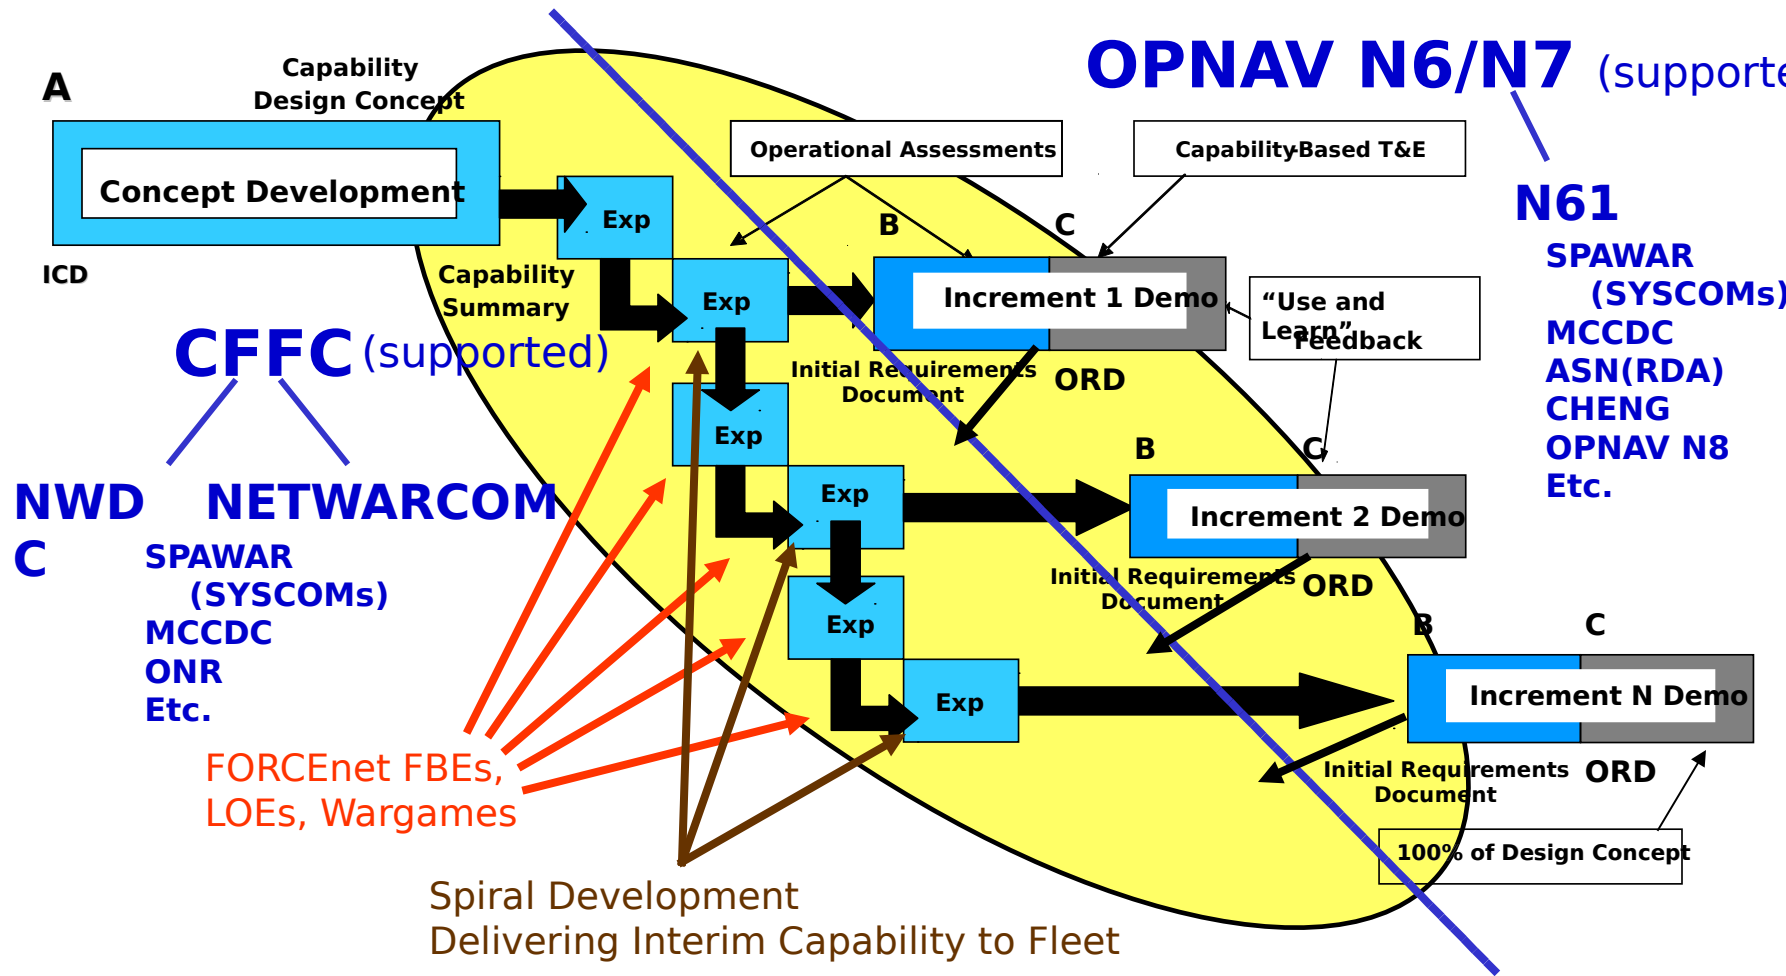 OPNAV N6/N7 (supporte
A
Capability
Design Concept
Concept Development
ICD
Operational Assessments
Capability-Based T&E
N61
SPAWAR
(SYSCOMs)
MCCDC
ASN(RDA)
CHENG
OPNAV N8
Etc.
Exp
B
C
Capability
Summary
Exp
Increment 1 Demo
“Use and
Learn”
Feedback
CFFC (supported)
Initial Requirements
Document
ORD
Exp
B
C
NWD
C
NETWARCOM
SPAWAR
(SYSCOMs)
MCCDC
ONR
Etc.
Exp
Increment 2 Demo
Initial Requirements
Document
ORD
Exp
B
C
Exp
Increment N Demo
Initial Requirements
Document
ORD
FORCEnet FBEs,
LOEs, Wargames
100% of Design Concept
Spiral Development
Delivering Interim Capability to Fleet